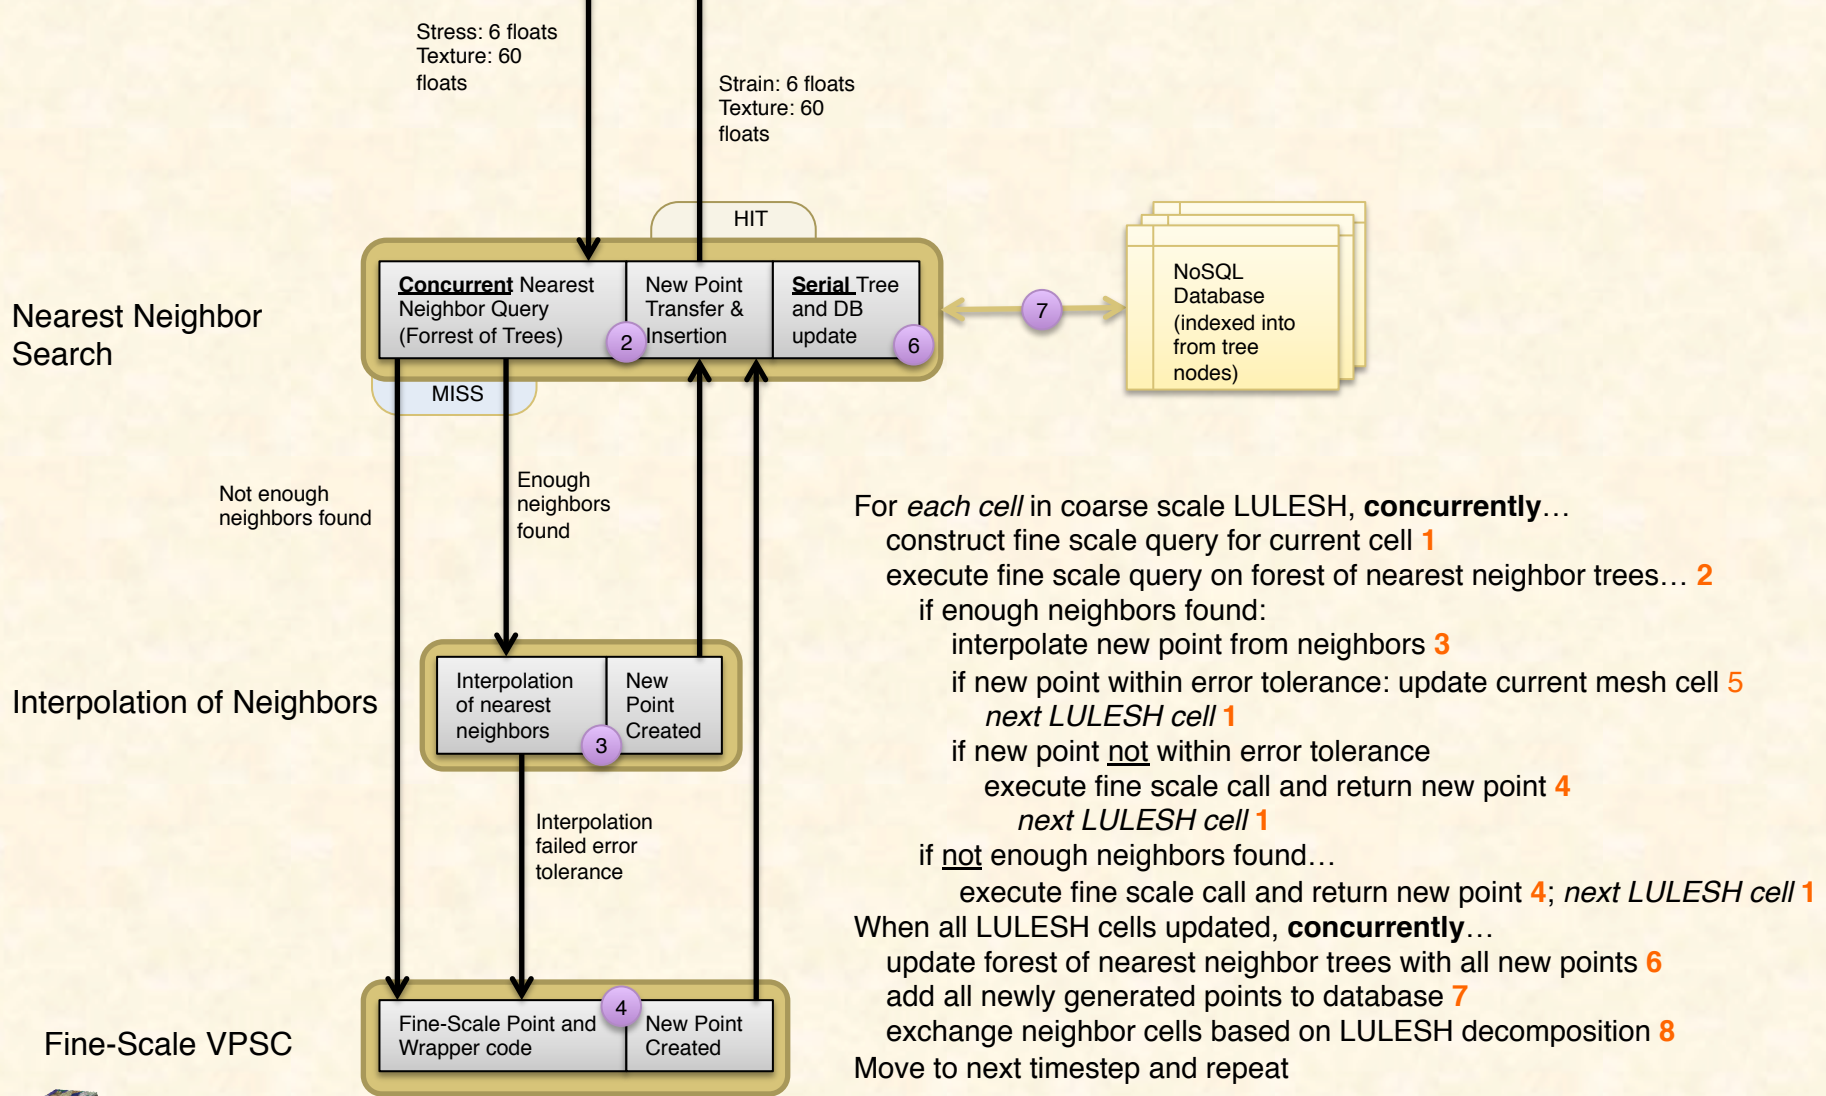 Stress: 6 floats
Texture: 60
floats
Strain: 6 floats
Texture: 60
floats
HIT
Nearest Neighbor
Search
Concurrent Nearest
Neighbor Query
(Forrest of Trees)
2
New Point
Transfer &
Insertion
Serial Tree
and DB
update
6
7
NoSQL
Database
(indexed into
from tree
nodes)
MISS
Not enough
neighbors found
Enough
neighbors
found
Interpolation of Neighbors
Interpolation
of nearest
neighbors
3
New
Point
Created
Interpolation
failed error
tolerance
Fine-Scale VPSC
Fine-Scale Point and
Wrapper code
4
New Point
Created
For each cell in coarse scale LULESH, concurrently…
construct fine scale query for current cell 1
execute fine scale query on forest of nearest neighbor trees… 2
if enough neighbors found:
interpolate new point from neighbors 3
if new point within error tolerance: update current mesh cell 5
next LULESH cell 1
if new point not within error tolerance
execute fine scale call and return new point 4
next LULESH cell 1
if not enough neighbors found…
execute fine scale call and return new point 4; next LULESH cell 1
When all LULESH cells updated, concurrently…
update forest of nearest neighbor trees with all new points 6
add all newly generated points to database 7
exchange neighbor cells based on LULESH decomposition 8
Move to next timestep and repeat